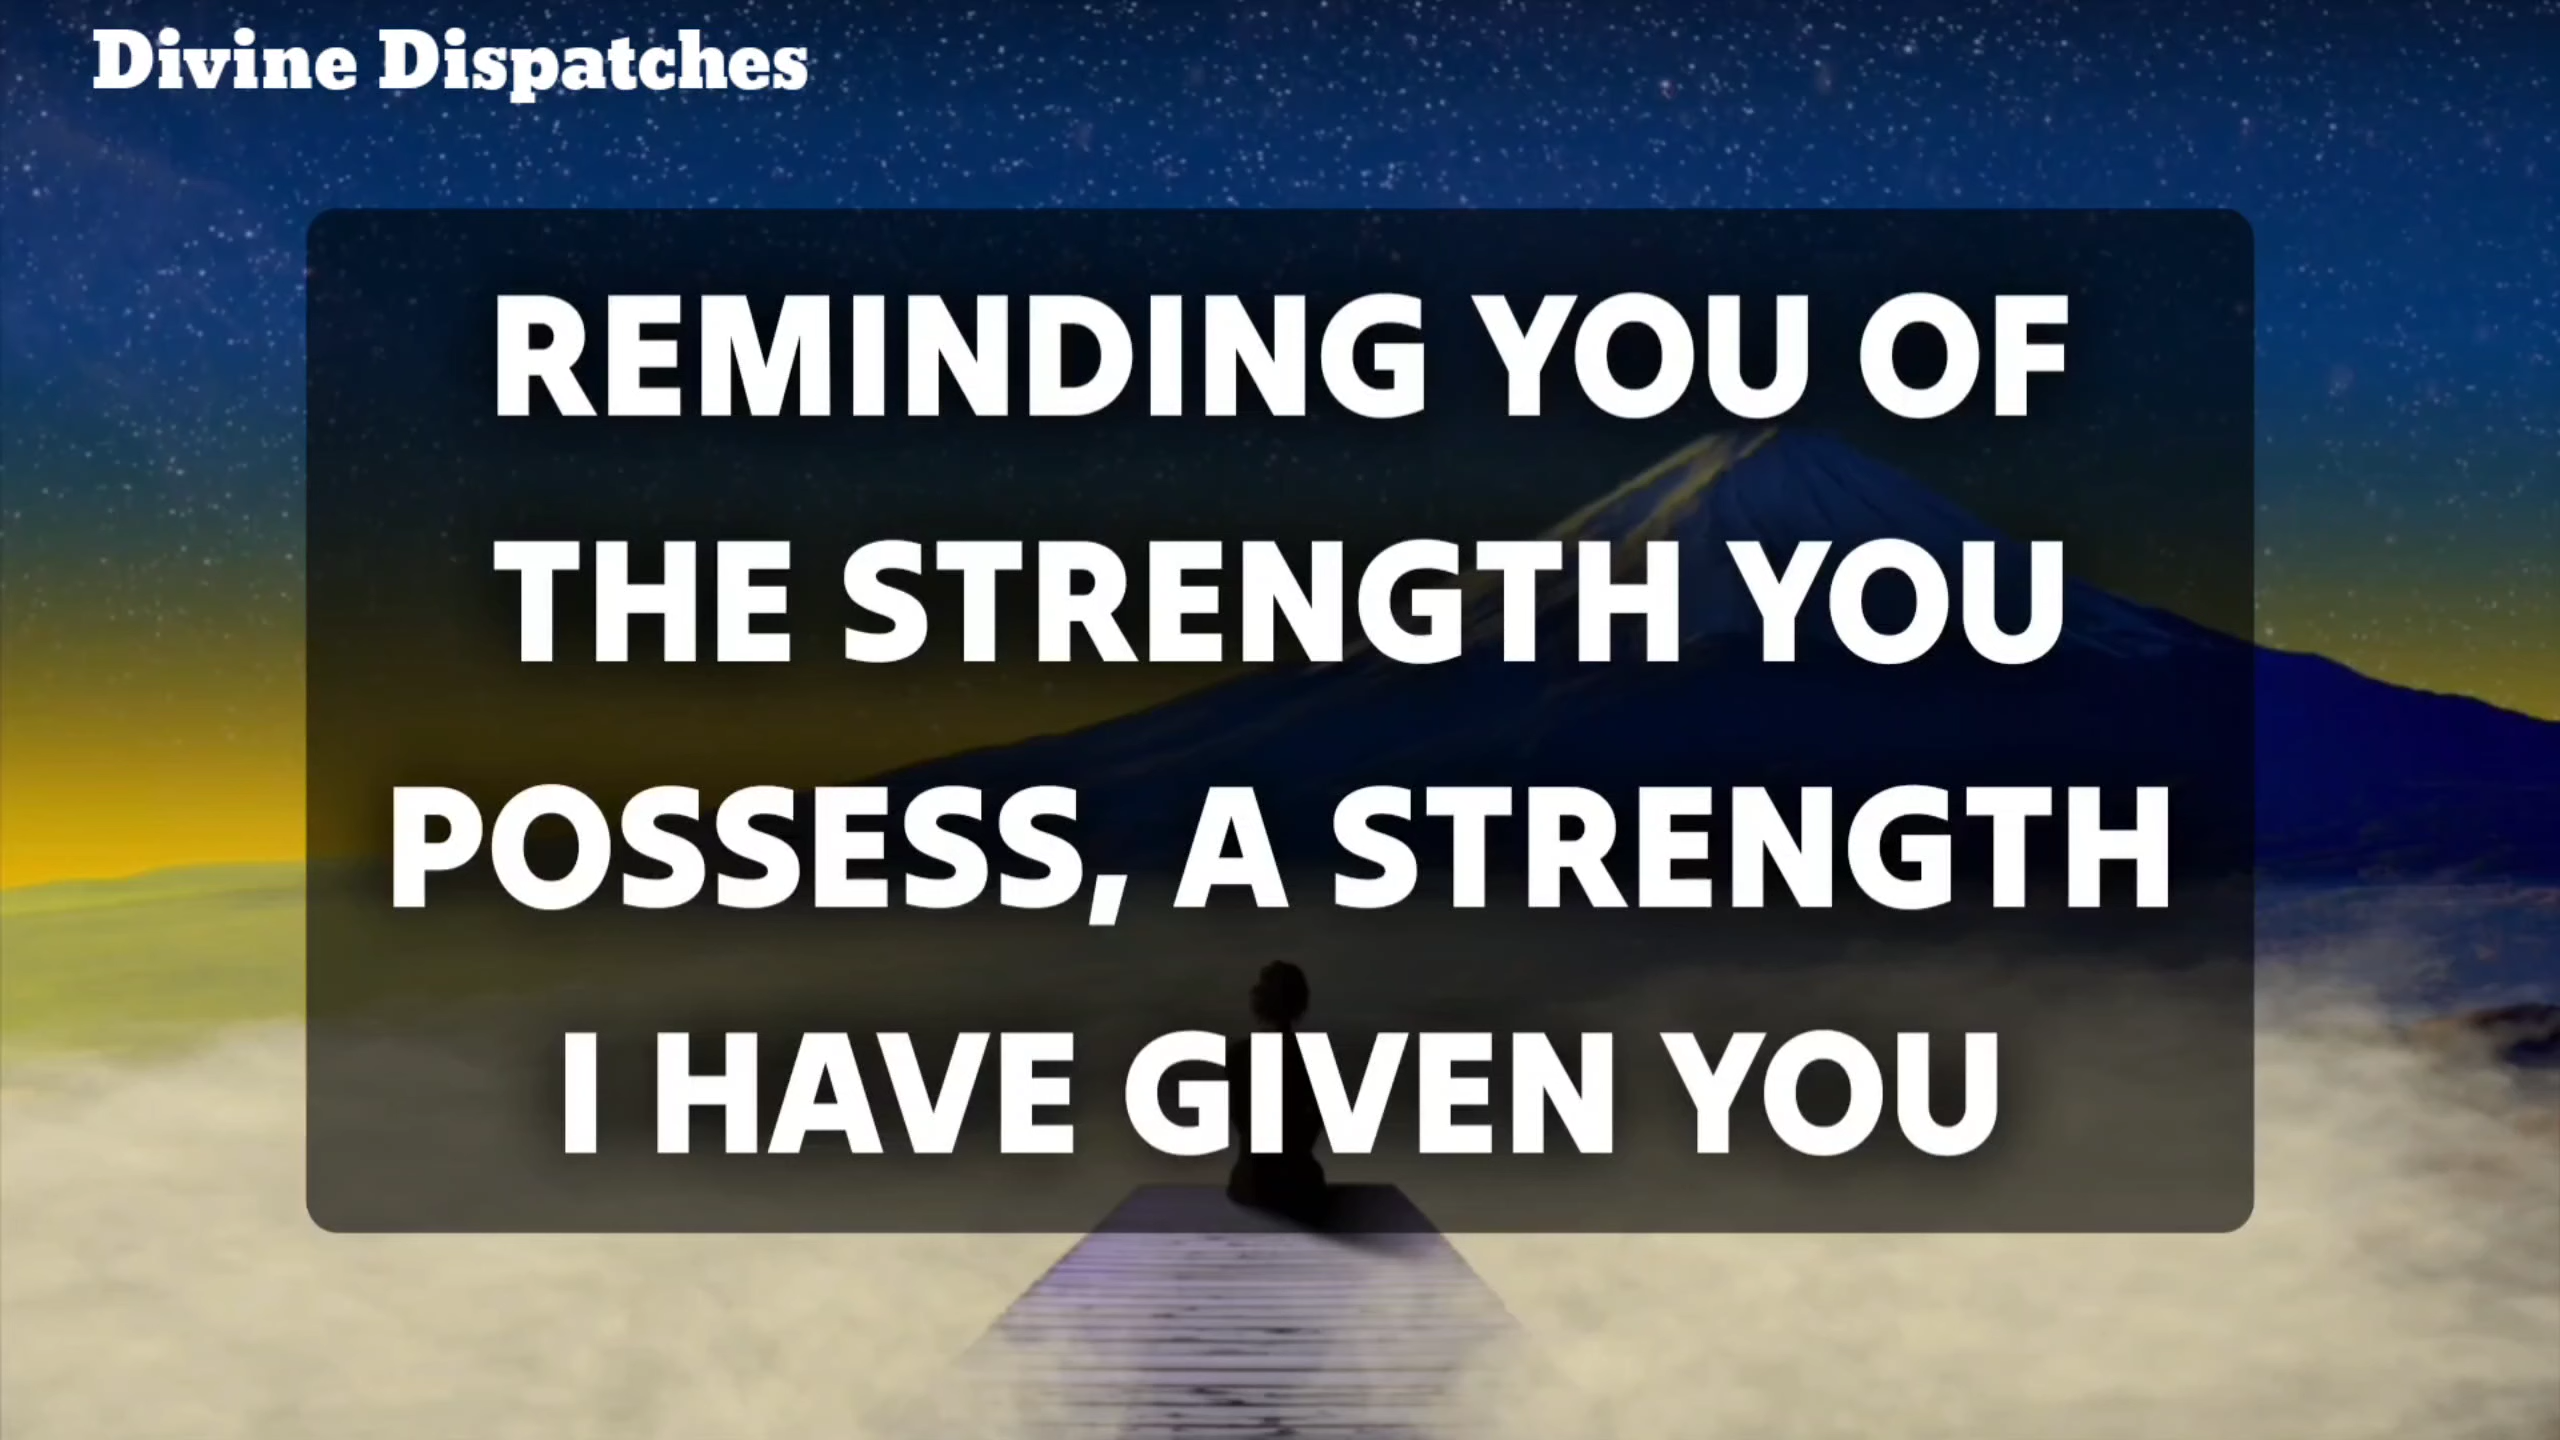 Divine Dispatches
REMINDING YOU OF
THE STRENGTH YOU
POSSESS, A STRENGTH
I HAVE GIVEN YOU